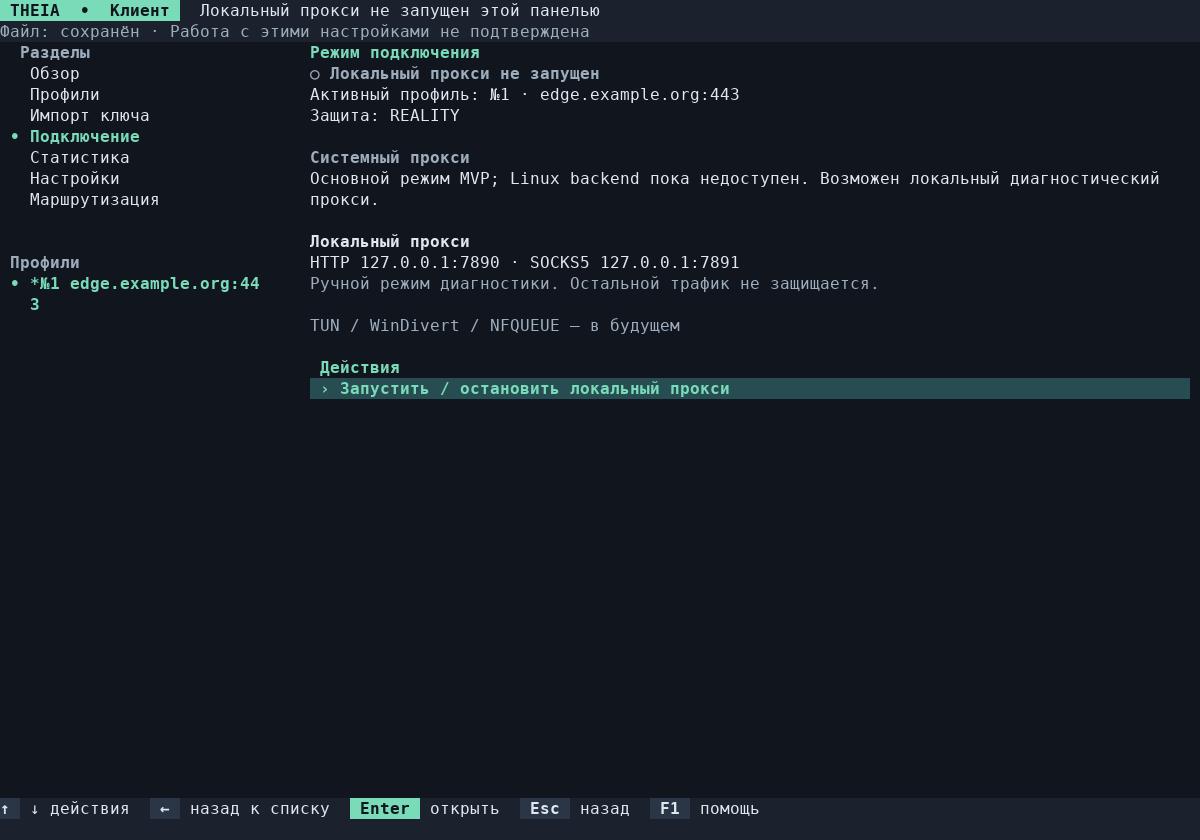 THEIA • Клиент Локальный прокси не запущен этой панелью
Файл: сохранён · Работа с этими настройками не подтверждена
Разделы
Обзор
Профили
Импорт ключа
• Подключение
Статистика
Настройки
Маршрутизация
Профили
• *№1 edge.example.org:44
3
Режим подключения
○ Локальный прокси не запущен
Активный профиль: №1 · edge.example.org:443
Защита: REALITY
Системный прокси
Основной режим MVP; Linux backend пока недоступен. Возможен локальный диагностический
прокси.
Локальный прокси
HTTP 127.0.0.1:7890 · SOCKS5 127.0.0.1:7891
Ручной режим диагностики. Остальной трафик не защищается.
TUN / WinDivert / NFQUEUE — в будущем
Действия
› Запустить / остановить локальный прокси
↑ ↓ действия ← назад к списку Enter открыть Esc назад F1 помощь